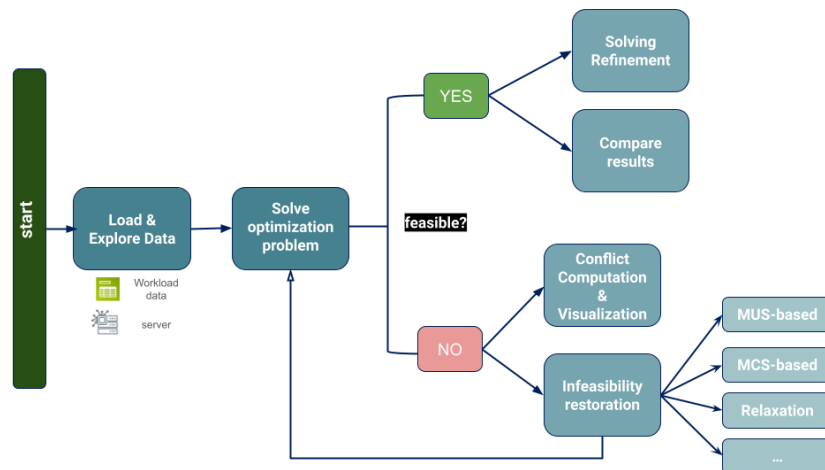 start
Load &
Explore Data
Workload
data
server
Solve
optimization
problem
feasible?
YES
Solving
Refinement
Compare
results
NO
Conflict
Computation
&
Visualization
Infeasibility
restoration
MUS-based
MCS-based
Relaxation
...